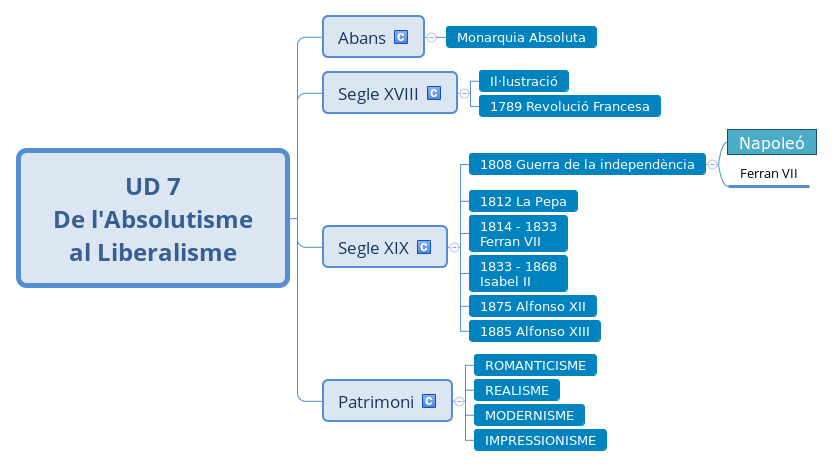 UD 7
De l'Absolutisme
al Liberalisme
Abans
Monarquia Absoluta
Segle XVIII
Il·lustració
1789 Revolució Francesa
Segle XIX
1808 Guerra de la independència
Napoleó
Ferran VII
1812 La Pepa
1814 - 1833
Ferran VII
1833 - 1868
Isabel II
1875 Alfonso XII
1885 Alfonso XIII
Patrimoni
ROMANTICISME
REALISME
MODERNISME
IMPRESSIONISME